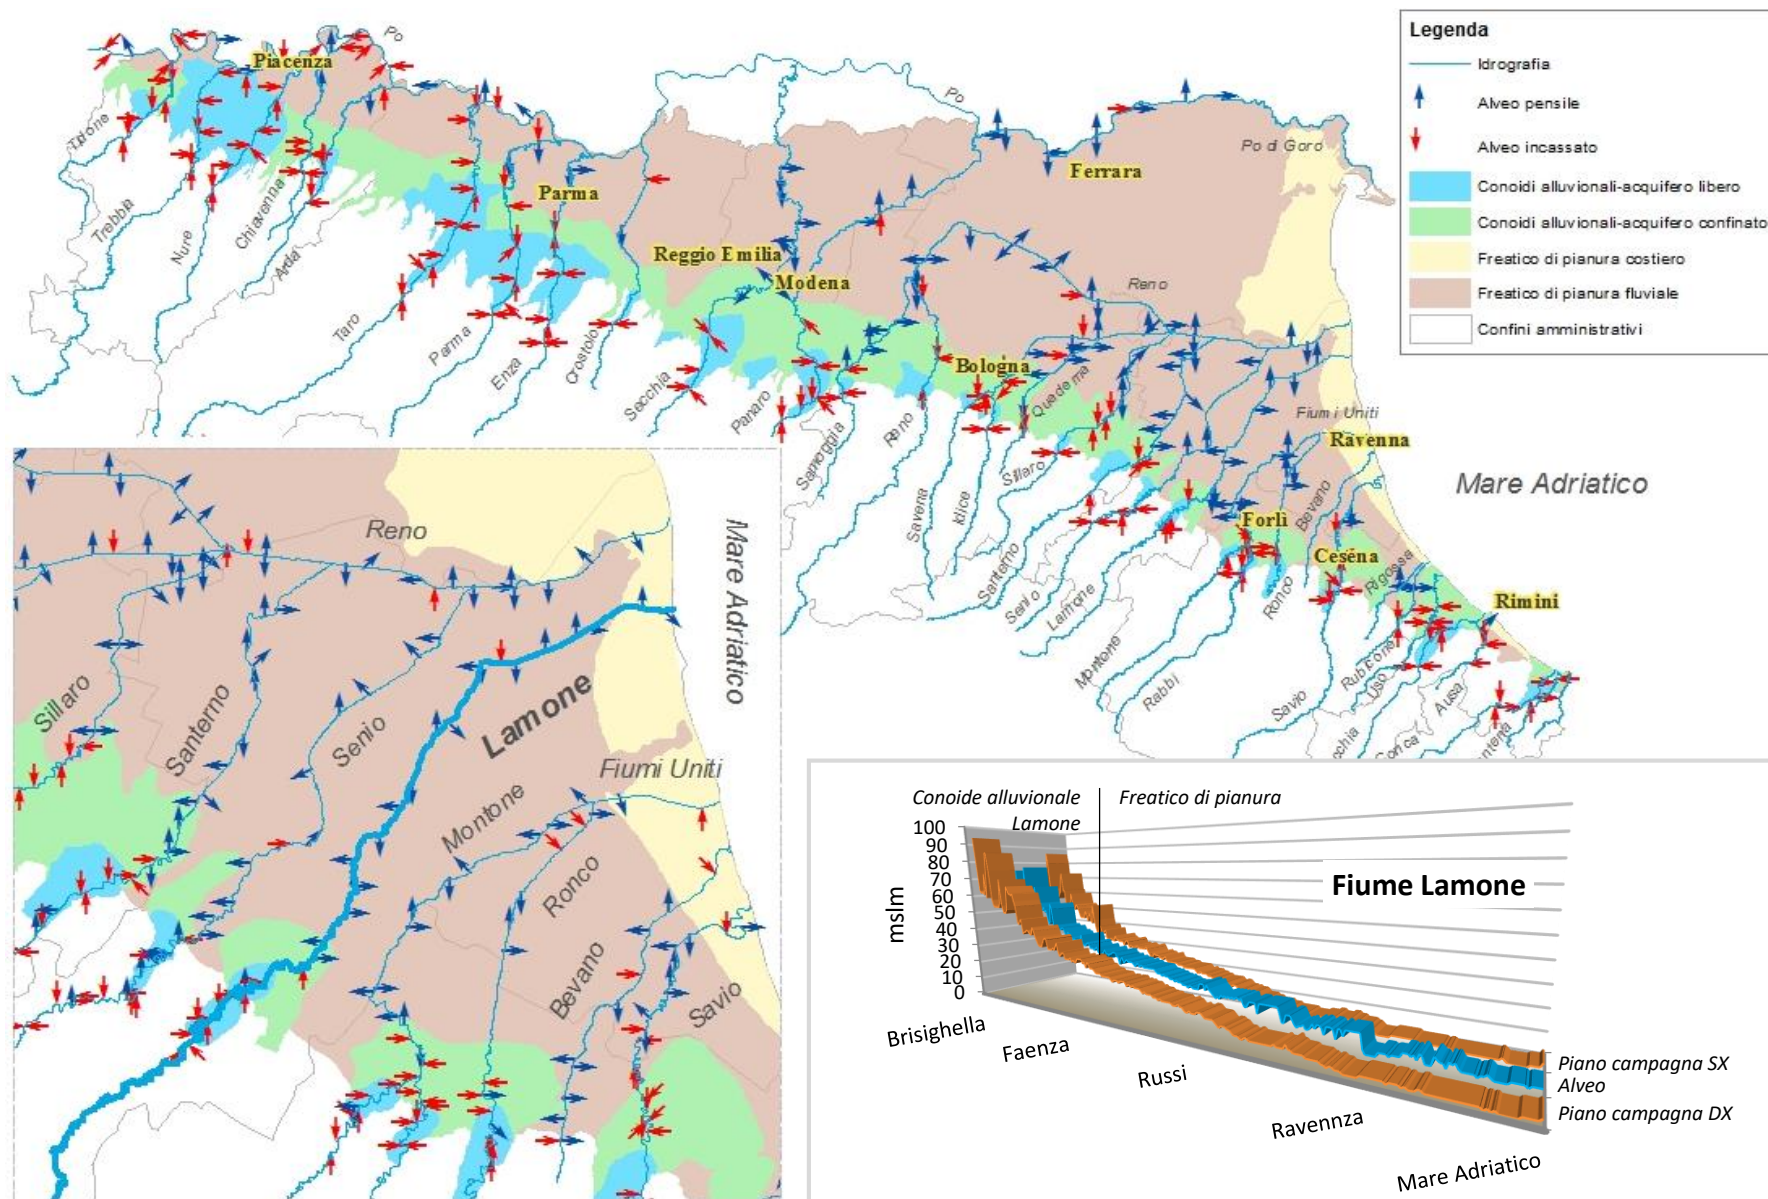 Legenda
Idrografia
Alveo pensile
Alveo incassato
Conoidi alluvionali-acquifero libero
Conoidi alluvionali-acquifero confinato
Freatico di pianura costiero
Freatico di pianura fluviale
Confini amministrativi
Po
Piacenza
Po
Tidone
Trebbia
Nure
Chiavenna
Arda
Taro
Parma
Parma
Enza
Crostolo
Reggio Emilia
Modena
Secchia
Panaro
Samoggia
Reno
Bologna
Savena
Idice
Quaderna
Sillaro
Santerno
Senio
Lamone
Montone
Rabbi
Ronco
Savio
Ferrara
Po di Goro
Reno
Fiumi Uniti
Ravenna
Bevano
Forlì
Cesena
Rigossa
Rimini
Rubicone
Uso
Ausa
cchia
Conca
ntena
Mare Adriatico
Reno
Mare Adriatico
Sillaro
Santerno
Senio
Lamone
Montone
Fiumi Uniti
Ronco
Bevano
Savio
Conoide alluvionale
Lamone
Freatico di pianura
Fiume Lamone
mslm
100
90
80
70
60
50
40
30
20
10
0
Brisighella
Faenza
Russi
Ravennza
Mare Adriatico
Piano campagna SX
Alveo
Piano campagna DX